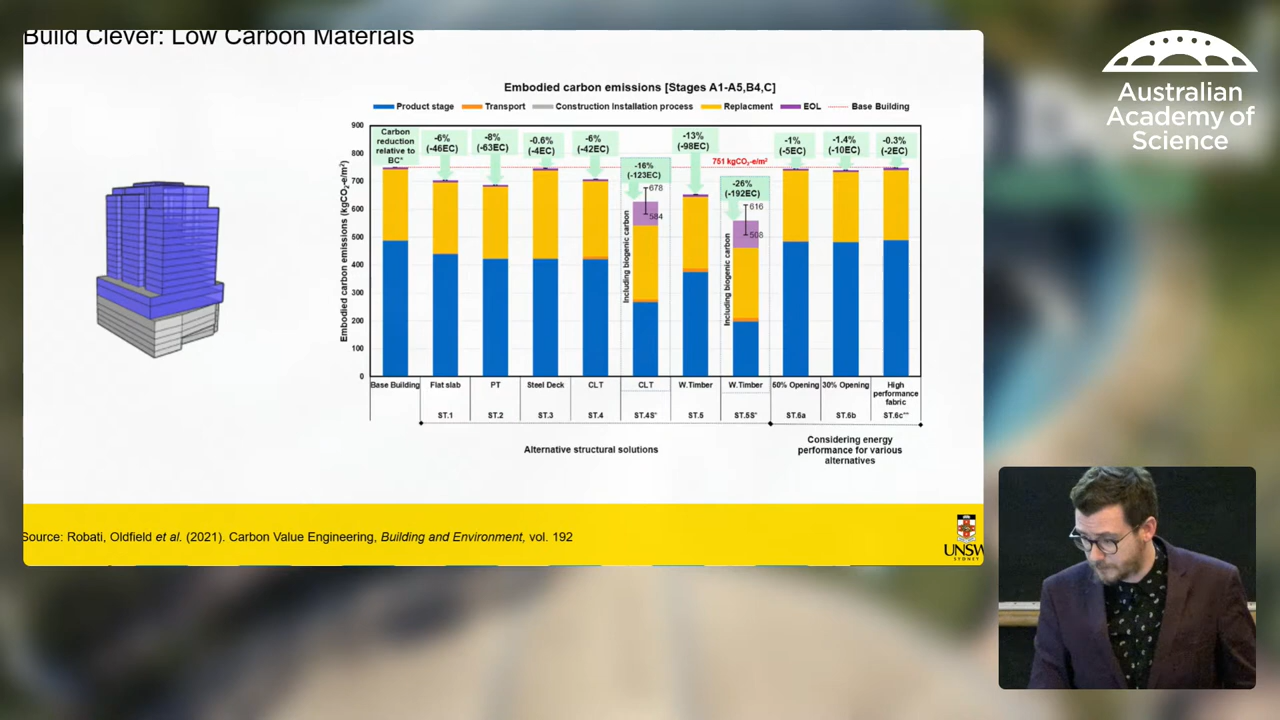 Build Clever: Low Carbon Materials
Australian
Academy of
Science
Embodied carbon emissions [Stages A1-A5,B4,C]
Product stage
Transport
Construction Installation process
Replacment
EOL
Base Building
Embodied carbon emissions (kgCO2-e/m²)
900
800
700
600
500
400
300
200
100
0
Carbon
reduction
relative to
BC*
-6%
(-46EC)
-8%
(-63EC)
-0.6%
(-4EC)
-6%
(-42EC)
-16%
(-123EC)
678
584
Including biogenic carbon
-13%
(-98EC)
751 kgCO2-e/m²
-26%
(-192EC)
616
508
Including biogenic carbon
-1%
(-5EC)
-1.4%
(-10EC)
-0.3%
(-2EC)
Base Building
Flat slab
PT
Steel Deck
CLT
CLT
W.Timber
W.Timber
50% Opening
30% Opening
High
performance
fabric
ST.1
ST.2
ST.3
ST.4
ST.4S*
ST.5
ST.5S*
ST.6a
ST.6b
ST.6c**
Alternative structural solutions
Considering energy
performance for various
alternatives
Source: Robati, Oldfield et al. (2021). Carbon Value Engineering, Building and Environment, vol. 192
UNSW
SYDNEY